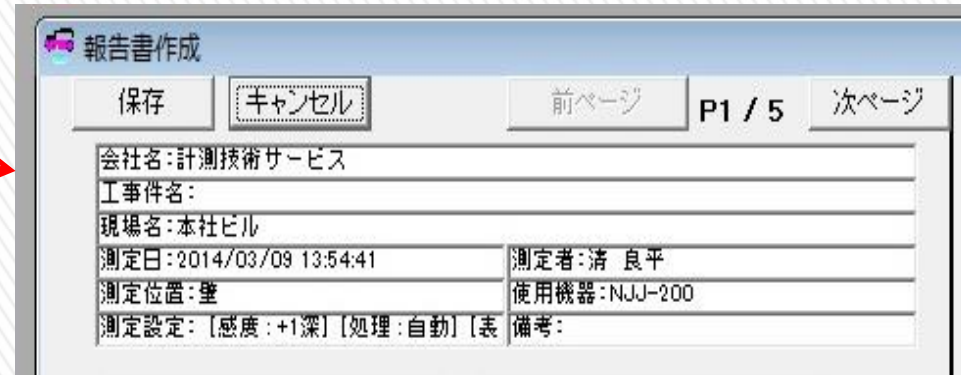 報告書作成
保存 キャンセル 前ページ P1 / 5 次ページ
会社名:計測技術サービス
工事件名:
現場名:本社ビル
測定日:2014/03/09 13:54:41 測定者:済 良平
測定位置:壁
使用機器:NJJ-200
測定設定: [感度:+1深] [処理:自動] [表 備考: